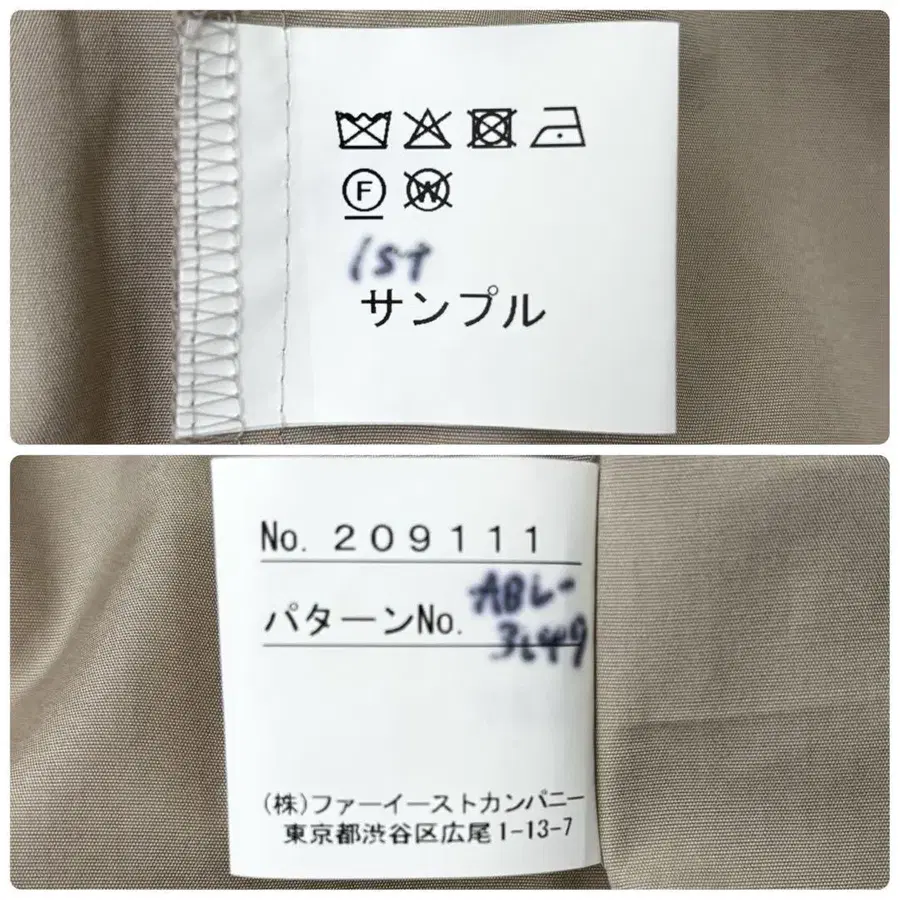 F W
1st
サンプル
No. 209111
パターンNo. ABL-
(株)ファーイーストカンパニー
東京都渋谷区広尾1-13-7